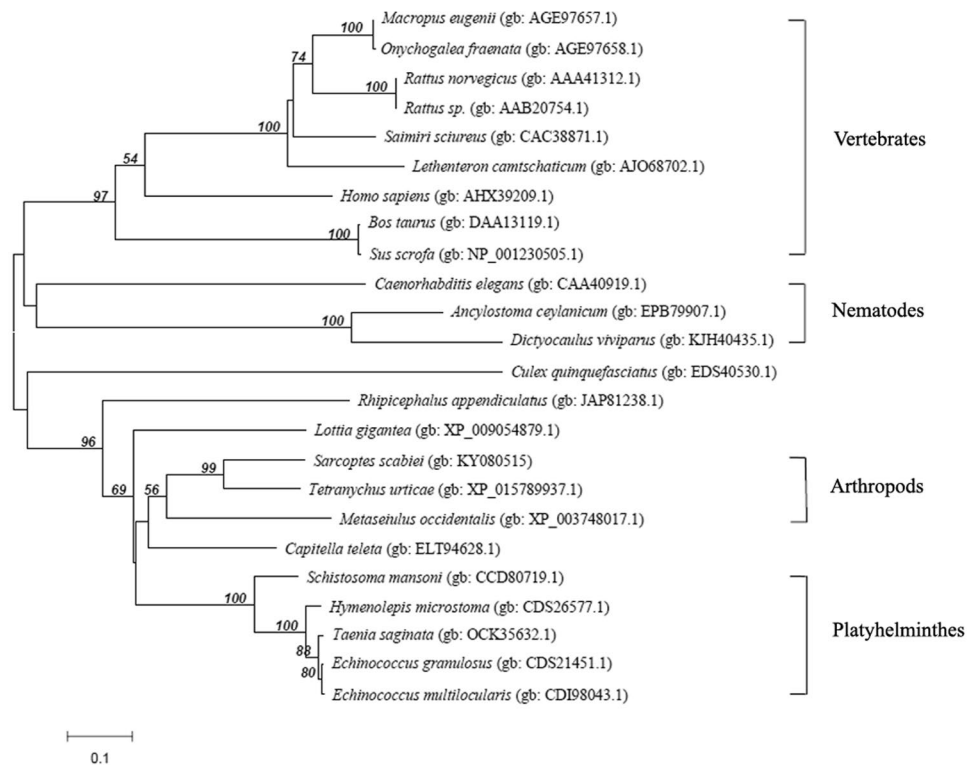 Macropus eugenii (gb: AGE97657.1)
100
Onychogalea fraenata (gb: AGE97658.1)
74
Rattus norvegicus (gb: AAA41312.1)
100
Rattus sp. (gb: AAB20754.1)
100
Saimiri sciureus (gb: CAC38871.1)
Vertebrates
54
Lethenteron camtschaticum (gb: AJO68702.1)
97
Homo sapiens (gb: AHX39209.1)
Bos taurus (gb: DAA13119.1)
100
Sus scrofa (gb: NP_001230505.1)
Caenorhabditis elegans (gb: CAA40919.1)
Ancylostoma ceylanicum (gb: EPB79907.1)
Nematodes
100
Dictyocaulus viviparus (gb: KJH40435.1)
Culex quinquefasciatus (gb: EDS40530.1)
Rhipicephalus appendiculatus (gb: JAP81238.1)
96
Lottia gigantea (gb: XP_009054879.1)
Sarcoptes scabiei (gb: KY080515)
99
Arthropods
69
56
Tetranychus urticae (gb: XP_015789937.1)
Metaseiulus occidentalis (gb: XP_003748017.1)
Capitella teleta (gb: ELT94628.1)
Schistosoma mansoni (gb: CCD80719.1)
100
Hymenolepis microstoma (gb: CDS26577.1)
100
Taenia saginata (gb: OCK35632.1)
Platyhelminthes
88
Echinococcus granulosus (gb: CDS21451.1)
80
Echinococcus multilocularis (gb: CDI98043.1)
0.1